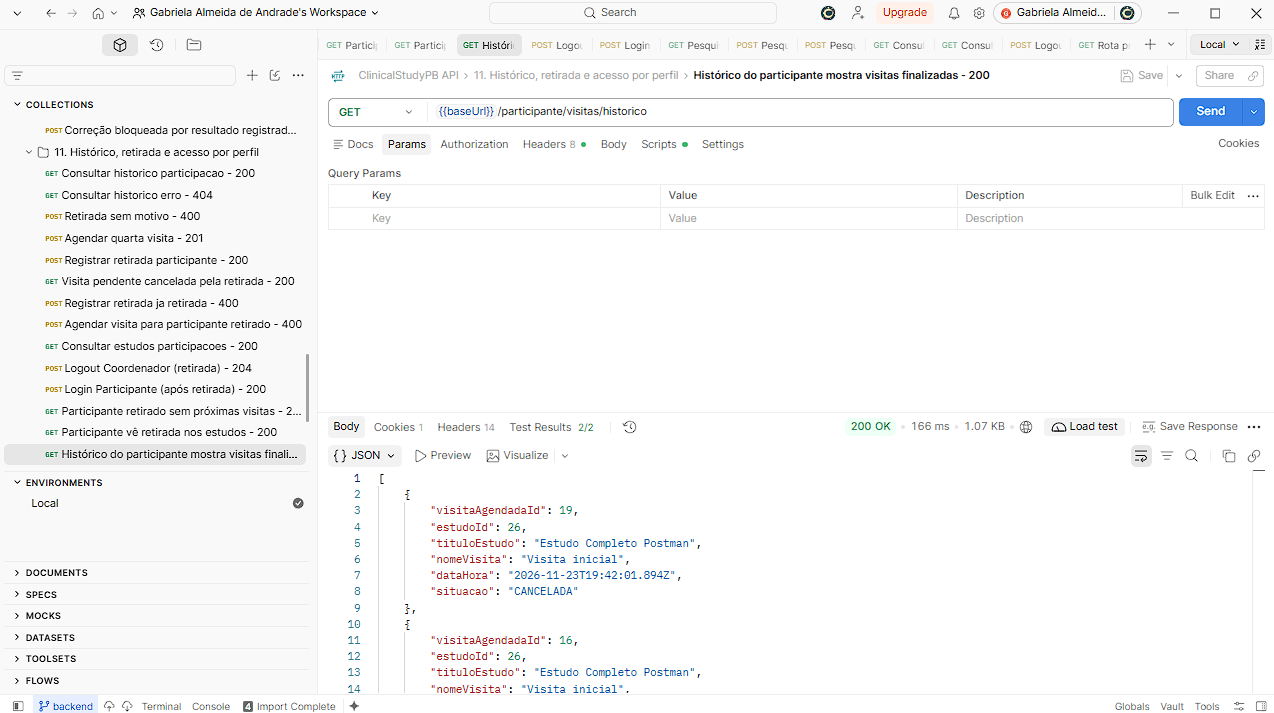 Gabriela Almeida de Andrade's Workspace
Search
Upgrade
G Gabriela Almeid...
GET Partici
GET Partici
GET Histór
POST Logo
POST Login
GET Pesqui
POST Pesq
POST Pesq
GET Consul
GET Consul
POST Logo
GET Rota p
Local
HTTP ClinicalStudyPB API > 11. Histórico, retirada e acesso por perfil > Histórico do participante mostra visitas finalizadas - 200
Save
Share
GET
{{baseUrl}} /participante/visitas/historico
Send
Docs
Params
Authorization
Headers 8
Body
Scripts
Settings
Cookies
Query Params
Key Value Description Bulk Edit
Key Value Description
COLLECTIONS
POST Correção bloqueada por resultado registrad...
11. Histórico, retirada e acesso por perfil
GET Consultar historico participacao - 200
GET Consultar historico erro - 404
POST Retirada sem motivo - 400
POST Agendar quarta visita - 201
POST Registrar retirada participante - 200
GET Visita pendente cancelada pela retirada - 200
POST Registrar retirada ja retirada - 400
POST Agendar visita para participante retirado - 400
GET Consultar estudos participacoes - 200
POST Logout Coordenador (retirada) - 204
POST Login Participante (após retirada) - 200
GET Participante retirado sem próximas visitas - 2...
GET Participante vê retirada nos estudos - 200
GET Histórico do participante mostra visitas finali...
ENVIRONMENTS
Local
DOCUMENTS
SPECS
MOCKS
DATASETS
TOOLSETS
FLOWS
Body
Cookies 1
Headers 14
Test Results 2/2
200 OK
166 ms
1.07 KB
Load test
e.g. Save Response
{} JSON
Preview
Visualize
1 [
2 {
3 "visitaAgendadaId": 19,
4 "estudoId": 26,
5 "tituloEstudo": "Estudo Completo Postman",
6 "nomeVisita": "Visita inicial",
7 "dataHora": "2026-11-23T19:42:01.894Z",
8 "situacao": "CANCELADA"
9 },
10 {
11 "visitaAgendadaId": 16,
12 "estudoId": 26,
13 "tituloEstudo": "Estudo Completo Postman",
14 "nomeVisita": "Visita inicial",
backend
Terminal
Console
4 Import Complete
Globals
Vault
Tools